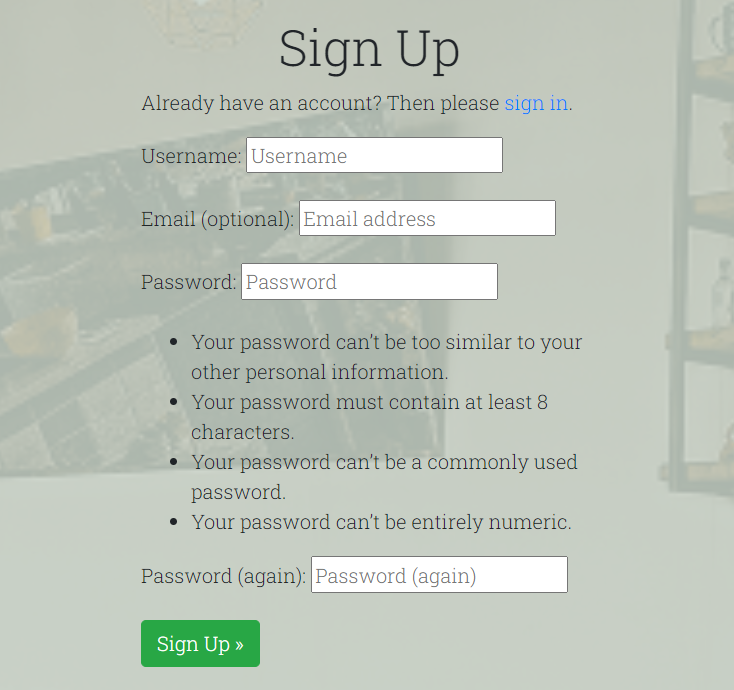 Sign Up
Already have an account? Then please sign in.
Username: Username
Email (optional): Email address
Password: Password
• Your password can’t be too similar to your
other personal information.
• Your password must contain at least 8
characters.
• Your password can’t be a commonly used
password.
• Your password can’t be entirely numeric.
Password (again): Password (again)
Sign Up »